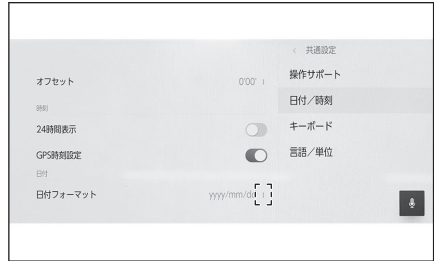 < 共通設定
オフセット 0'00'
操作サポート
日付／時刻
時刻
24時間表示
キーボード
GPS時刻設定
言語／単位
日付
日付フォーマット yyyy/mm/dd